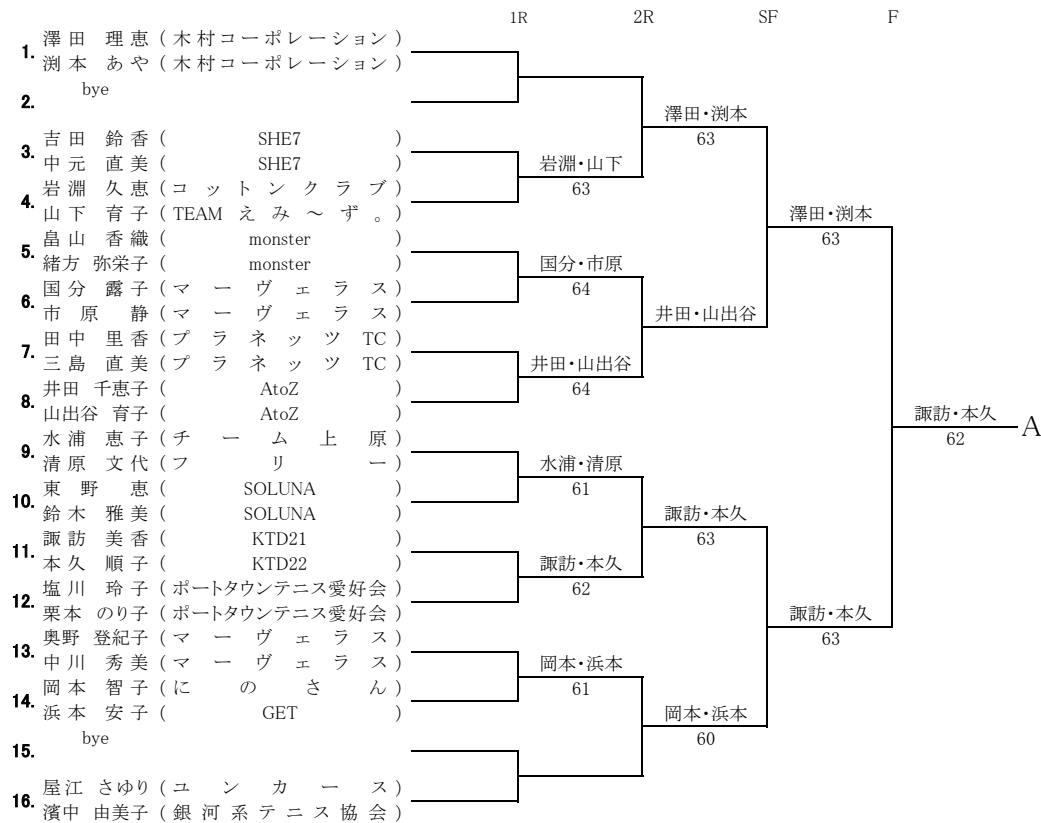 1R 2R SF F
1. 澤田 理恵 ( 木村コーポレーション )
渕本 あや ( 木村コーポレーション )
2. bye
澤田・渕本
63
3. 吉田 鈴香 ( SHE7 )
中元 直美 ( SHE7 )
岩淵・山下
63
4. 岩淵 久恵 ( コットンクラブ )
山下 育子 ( TEAM えみ～ず。 )
澤田・渕本
63
5. 畠山 香織 ( monster )
緒方 弥栄子 ( monster )
国分・市原
64
6. 国分 露子 ( マーヴェラス )
市原 静 ( マーヴェラス )
井田・山出谷
7. 田中 里香 ( プラネッツ TC )
三島 直美 ( プラネッツ TC )
井田・山出谷
64
8. 井田 千恵子 ( AtoZ )
山出谷 育子 ( AtoZ )
諏訪・本久
62
A
9. 水浦 恵子 ( チーム上原 )
清原 文代 ( フリー )
水浦・清原
61
10. 東野 恵 ( SOLUNA )
鈴木 雅美 ( SOLUNA )
諏訪・本久
63
11. 諏訪 美香 ( KTD21 )
本久 順子 ( KTD22 )
諏訪・本久
62
12. 塩川 玲子 ( ポートタウンテニス愛好会 )
栗本 のり子 ( ポートタウンテニス愛好会 )
諏訪・本久
63
13. 奥野 登紀子 ( マーヴェラス )
中川 秀美 ( マーヴェラス )
岡本・浜本
61
14. 岡本 智子 ( にのさん )
浜本 安子 ( GET )
岡本・浜本
60
15. bye
16. 屋江 さゆり ( ユンカース )
濱中 由美子 ( 銀河系テニス協会 )